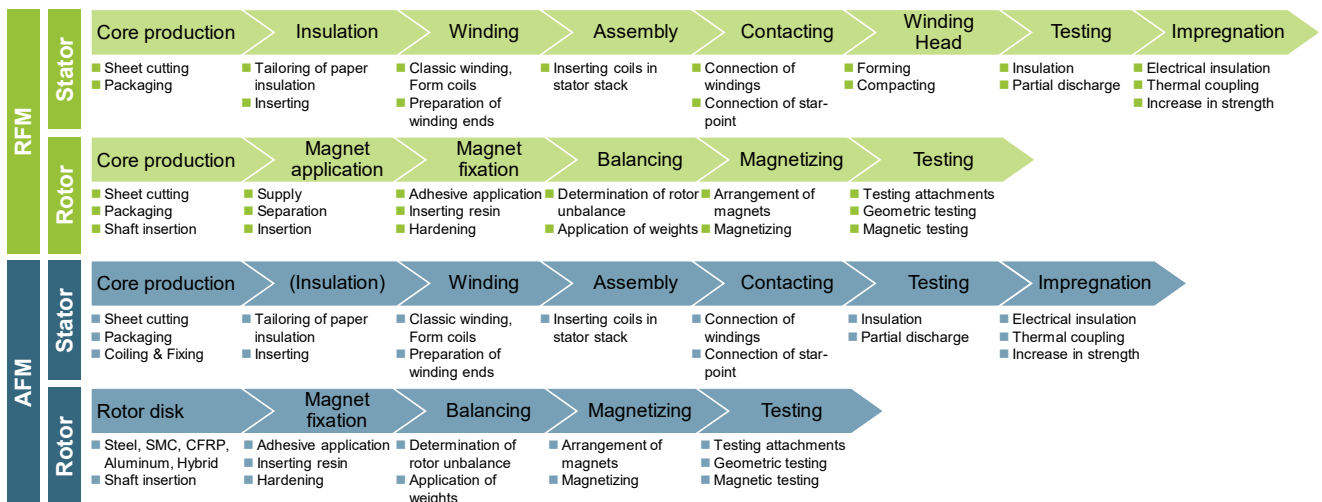 RFM
Stator
Core production
Sheet cutting
Packaging
Insulation
Tailoring of paper
insulation
Inserting
Winding
Classic winding,
Form coils
Preparation of
winding ends
Assembly
Inserting coils in
stator stack
Contacting
Connection of
windings
Connection of star-
point
Winding
Head
Forming
Compacting
Testing
Insulation
Partial discharge
Impregnation
Electrical insulation
Thermal coupling
Increase in strength
Rotor
Core production
Sheet cutting
Packaging
Shaft insertion
Magnet
application
Supply
Separation
Insertion
Magnet
fixation
Adhesive application
Inserting resin
Hardening
Balancing
Determination of rotor
unbalance
Application of weights
Magnetizing
Arrangement of
magnets
Magnetizing
Testing
Testing attachments
Geometric testing
Magnetic testing
AFM
Stator
Core production
Sheet cutting
Packaging
Coiling & Fixing
(Insulation)
Tailoring of paper
insulation
Inserting
Winding
Classic winding,
Form coils
Preparation of
winding ends
Assembly
Inserting coils in
stator stack
Contacting
Connection of
windings
Connection of star-
point
Testing
Insulation
Partial discharge
Impregnation
Electrical insulation
Thermal coupling
Increase in strength
Rotor
Rotor disk
Steel, SMC, CFRP,
Aluminum, Hybrid
Shaft insertion
Magnet
fixation
Adhesive application
Inserting resin
Hardening
Balancing
Determination of
rotor unbalance
Application of
weights
Magnetizing
Arrangement of
magnets
Magnetizing
Testing
Testing attachments
Geometric testing
Magnetic testing